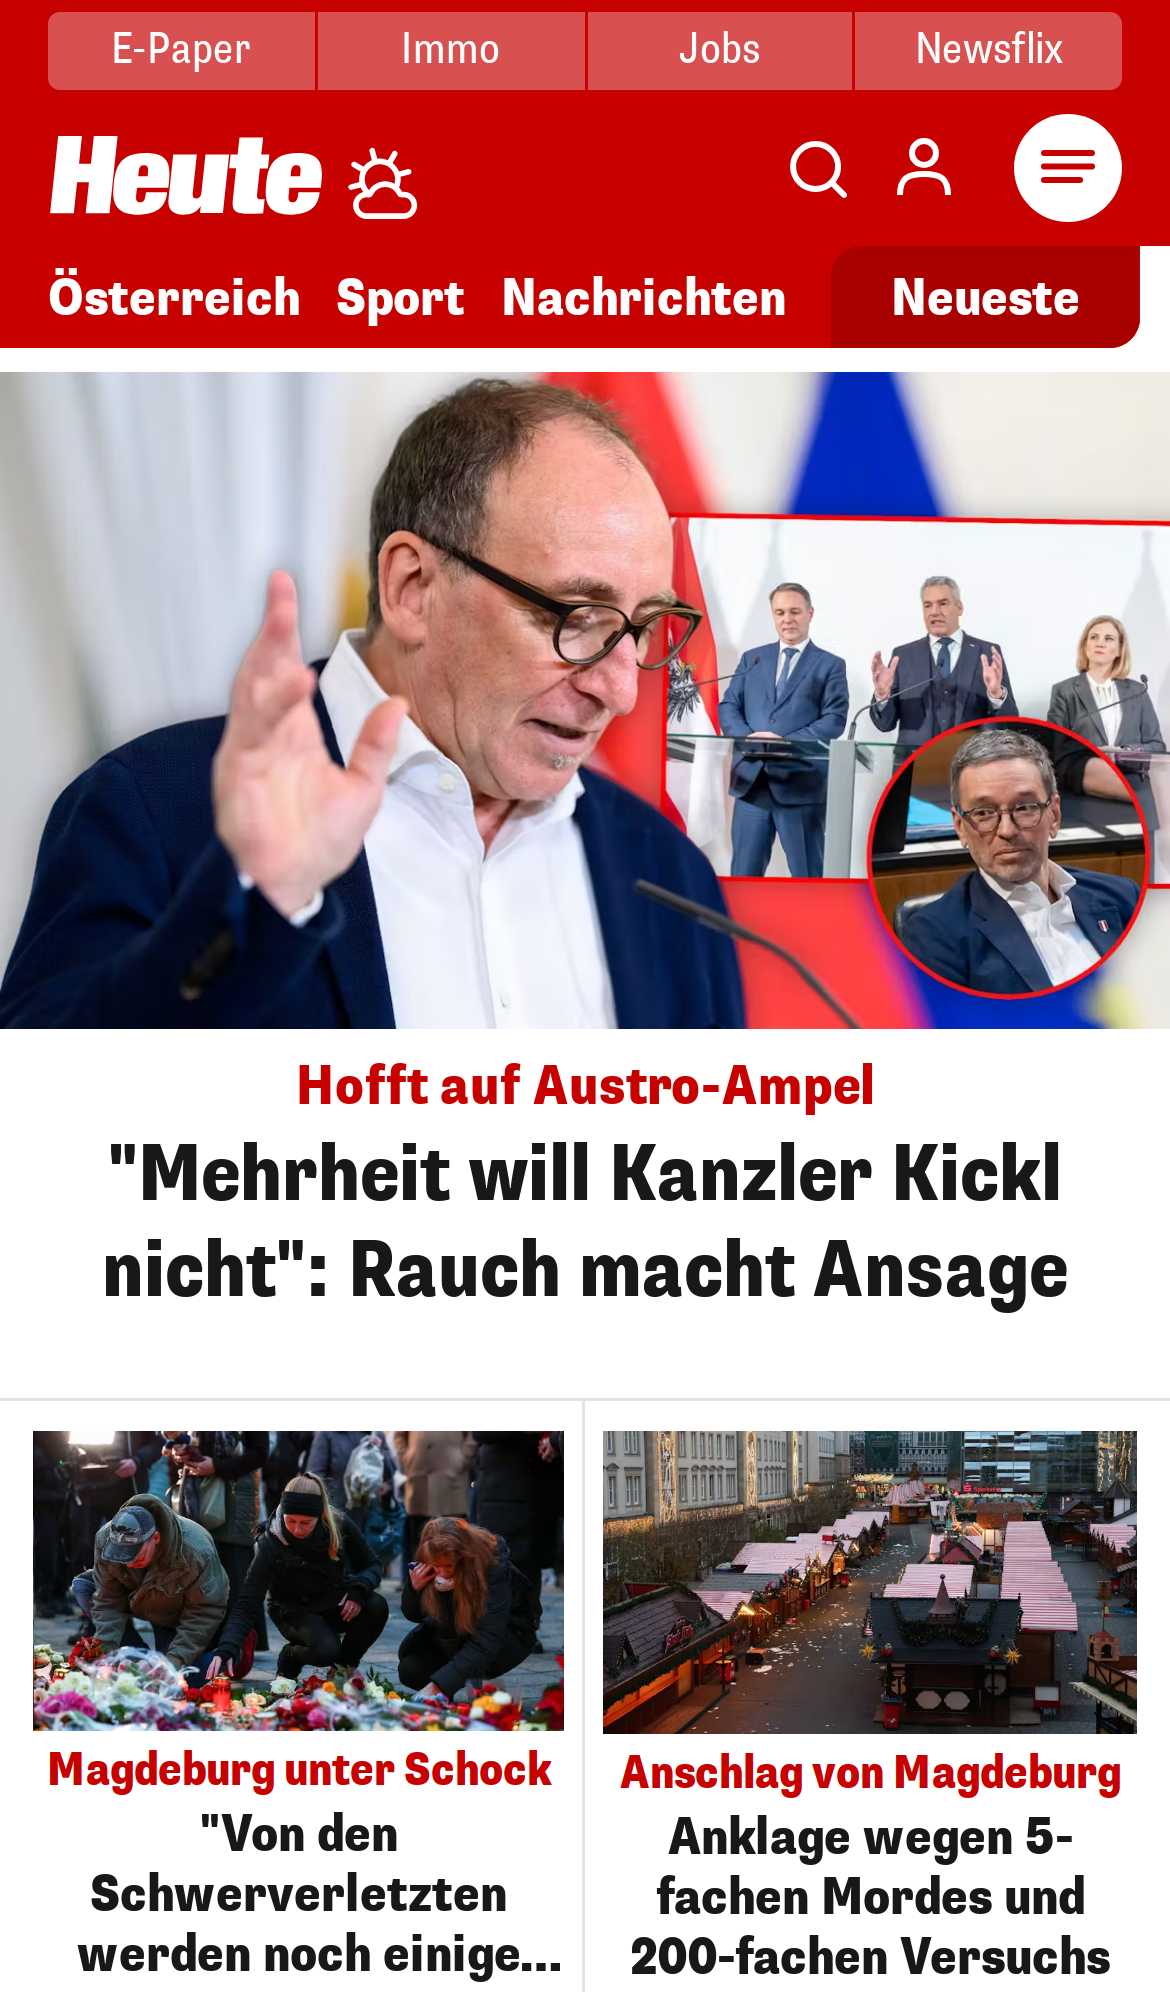 E-Paper Immo Jobs Newsflix
Heute
Österreich Sport Nachrichten Neueste
Hofft auf Austro-Ampel
"Mehrheit will Kanzler Kickl
nicht": Rauch macht Ansage
Magdeburg unter Schock
"Von den
Schwerverletzten
werden noch einige...
Anschlag von Magdeburg
Anklage wegen 5-
fachen Mordes und
200-fachen Versuchs